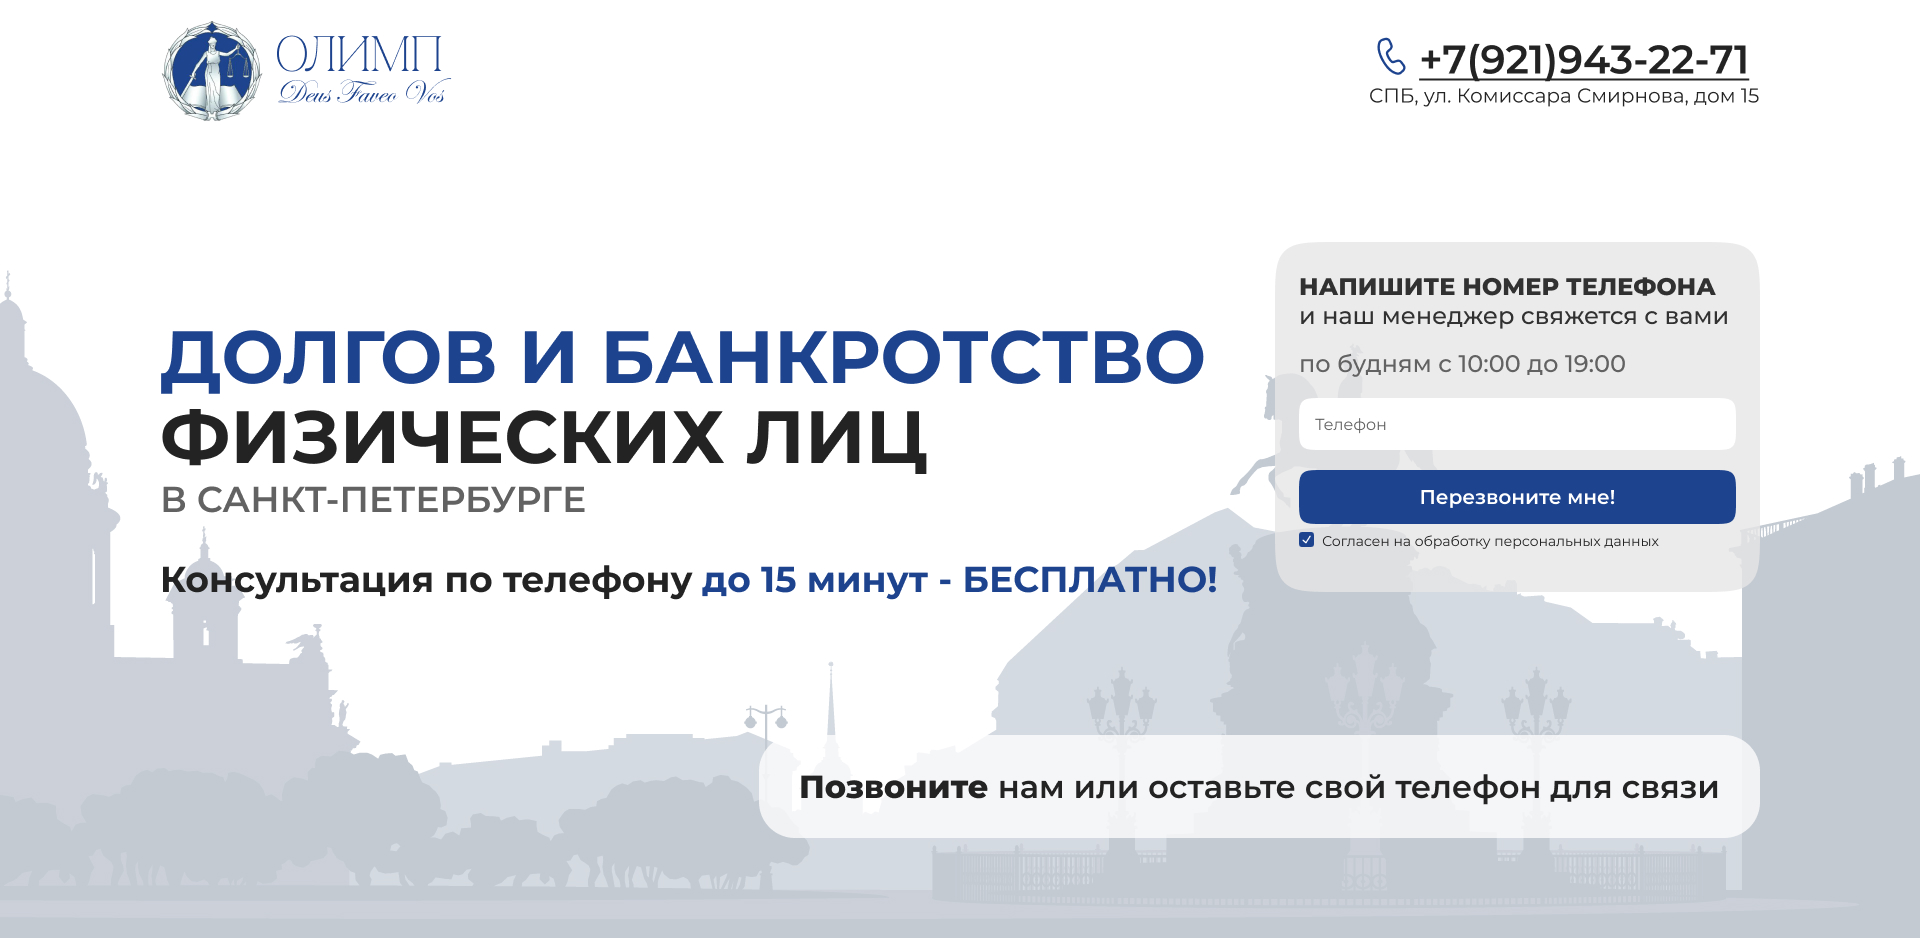 ОЛИМП
Deus Faveo Vos
+7(921)943-22-71
СПБ, ул. Комиссара Смирнова, дом 15
ДОЛГОВ И БАНКРОТСТВО
ФИЗИЧЕСКИХ ЛИЦ
В САНКТ-ПЕТЕРБУРГЕ
Консультация по телефону до 15 минут - БЕСПЛАТНО!
НАПИШИТЕ НОМЕР ТЕЛЕФОНА
и наш менеджер свяжется с вами
по будням с 10:00 до 19:00
Телефон
Перезвоните мне!
Согласен на обработку персональных данных
Позвоните нам или оставьте свой телефон для связи